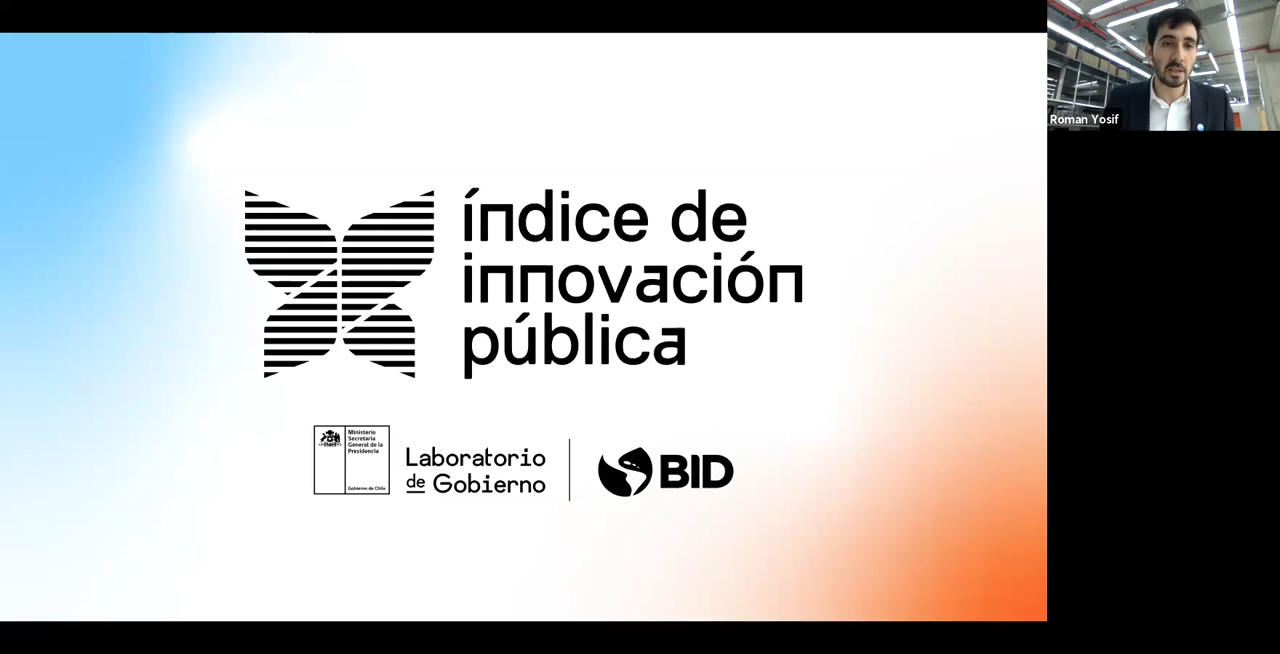 índice de
innovación
pública
Ministerio
Secretaría
General de la
Presidencia
Gobierno de Chile
Laboratorio
de Gobierno
BID
Roman Yosif